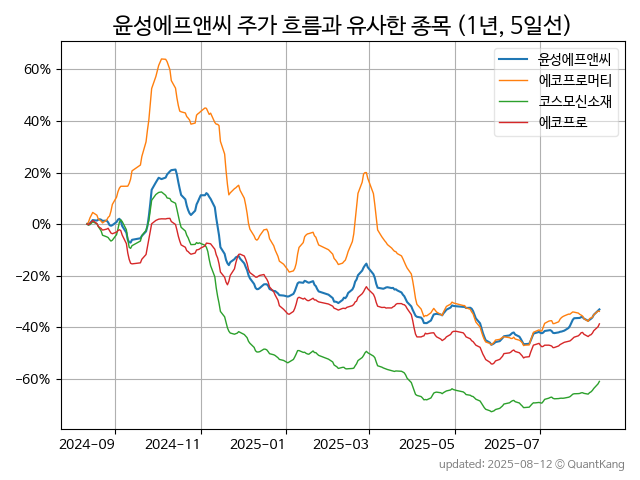 윤성에프앤씨 주가 흐름과 유사한 종목 (1년, 5일선)
윤성에프앤씨
에코프로머티
코스모신소재
에코프로
60%
40%
20%
0%
−20%
−40%
−60%
2024-09 2024-11 2025-01 2025-03 2025-05 2025-07
updated: 2025-08-12 © QuantKang